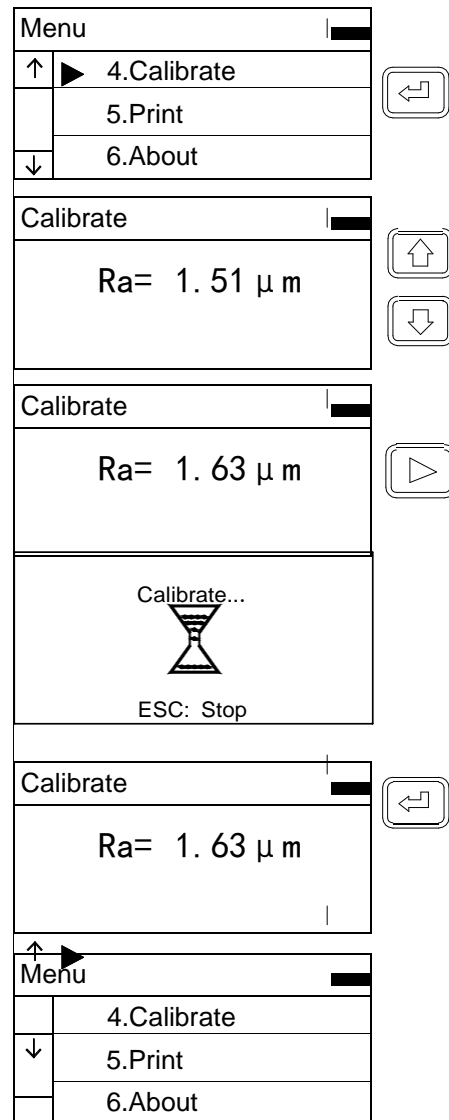 Menu
4.Calibrate
5.Print
6.About
Calibrate
Ra= 1.51 μm
Calibrate
Ra= 1.63 μm
Calibrate...
ESC: Stop
Calibrate
Ra= 1.63 μm
Menu
4.Calibrate
5.Print
6.About